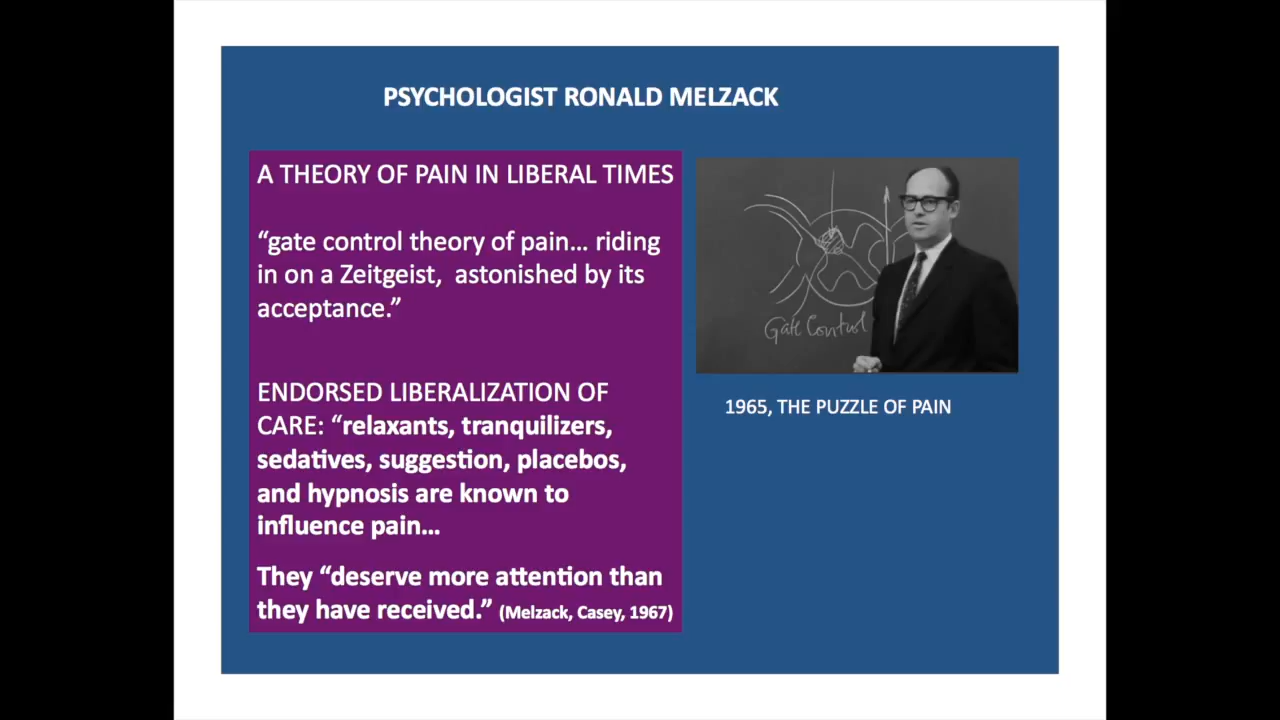 PSYCHOLOGIST RONALD MELZACK
A THEORY OF PAIN IN LIBERAL TIMES
“gate control theory of pain… riding
in on a Zeitgeist, astonished by its
acceptance.”
ENDORSED LIBERALIZATION OF
CARE: “relaxants, tranquilizers,
sedatives, suggestion, placebos,
and hypnosis are known to
influence pain…
They “deserve more attention than
they have received.” (Melzack, Casey, 1967)
Gate Control
1965, THE PUZZLE OF PAIN